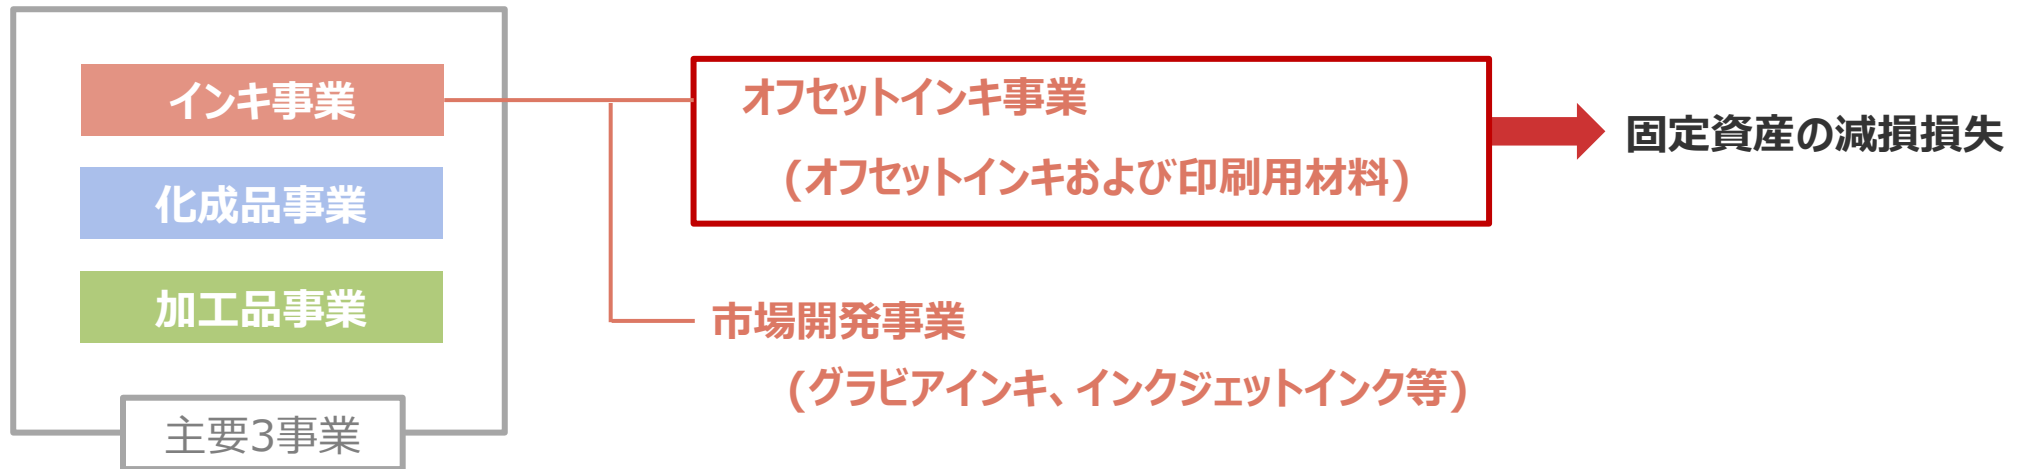 インキ事業
化成品事業
加工品事業
主要3事業
オフセットインキ事業
(オフセットインキおよび印刷用材料)
市場開発事業
(グラビアインキ、インクジェットインク等)
固定資産の減損損失